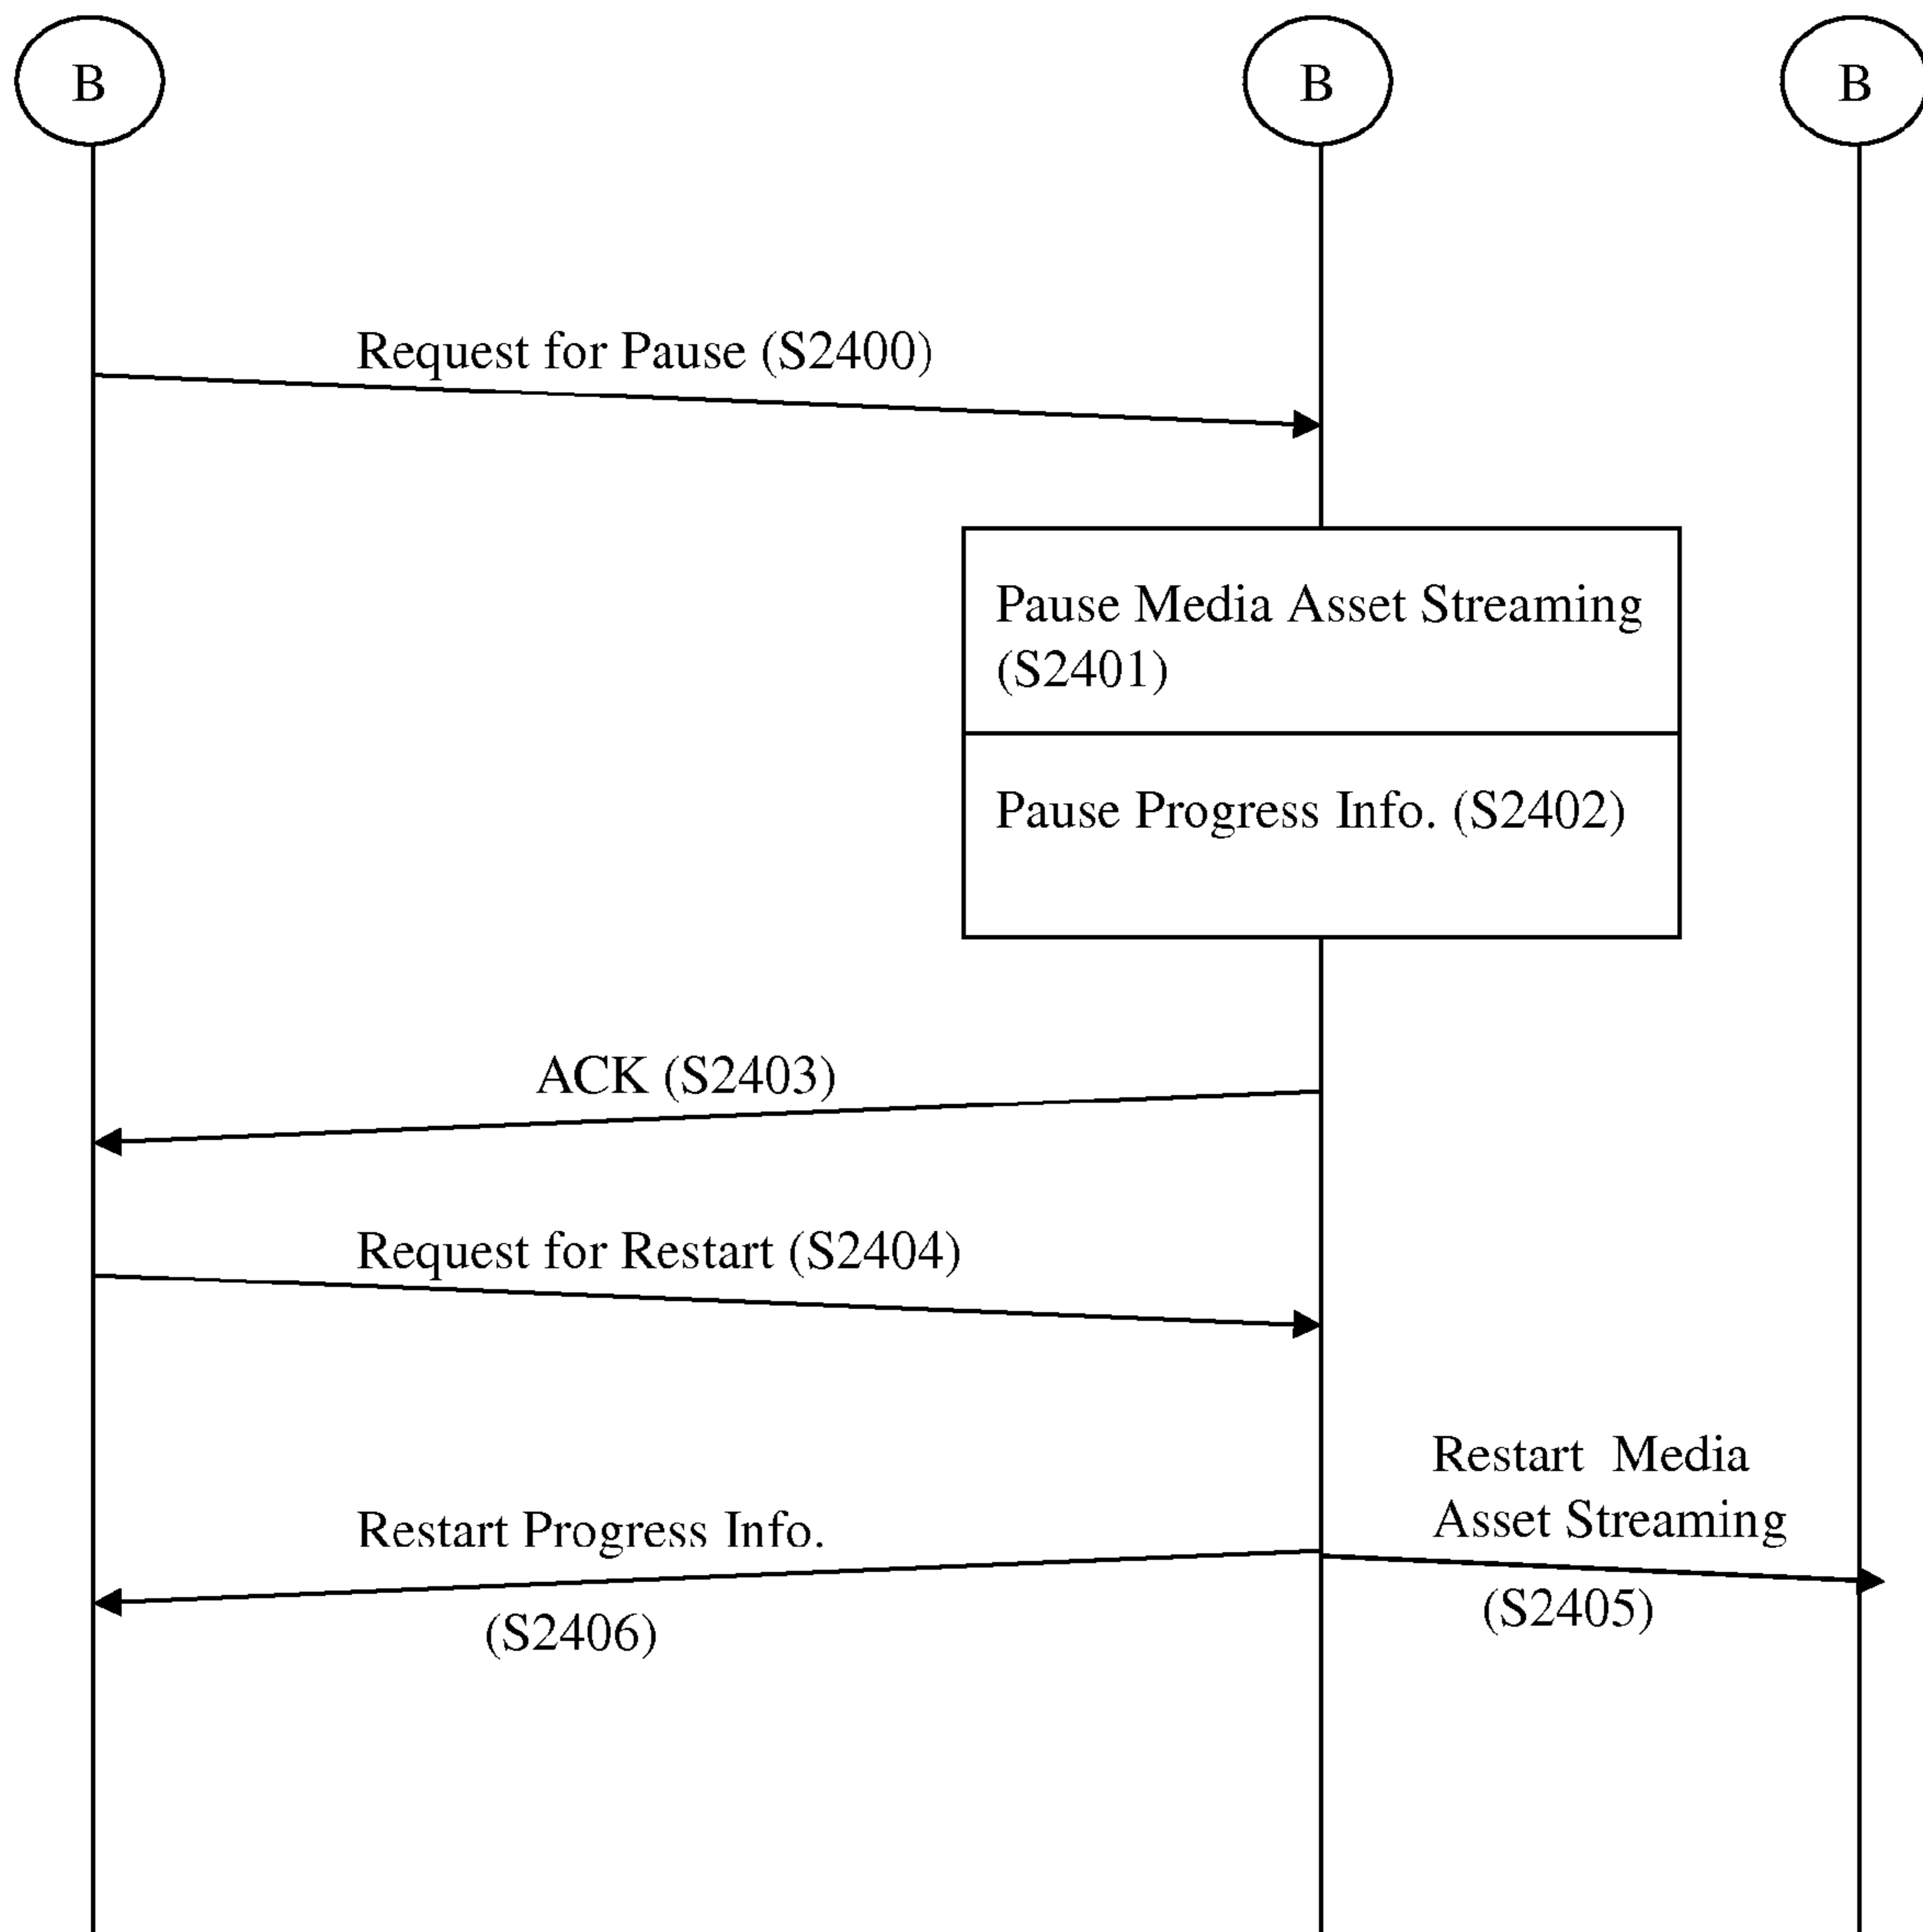 B
B
B
Request for Pause (S2400)
Pause Media Asset Streaming
(S2401)
Pause Progress Info. (S2402)
ACK (S2403)
Request for Restart (S2404)
Restart Media
Asset Streaming
(S2405)
Restart Progress Info.
(S2406)